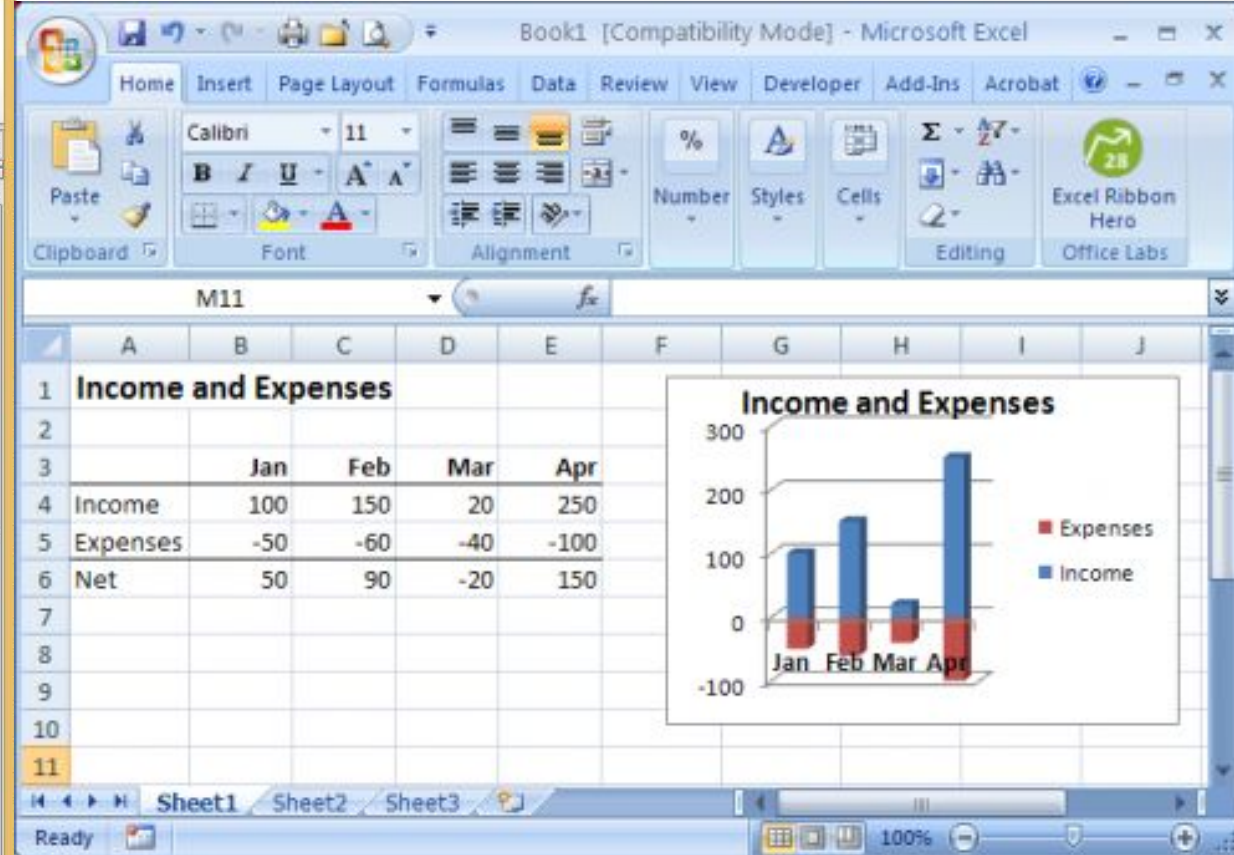 Book1 [Compatibility Mode] - Microsoft Excel
Home Insert Page Layout Formulas Data Review View Developer Add-Ins Acrobat
Calibri 11
B I U A A
A
Σ A Z
%
A
28
Paste
Number Styles Cells
Excel Ribbon Hero
Clipboard Font Alignment Editing Office Labs
M11 fx
A B C D E F G H I J
1 Income and Expenses
2
3 Jan Feb Mar Apr
4 Income 100 150 20 250
5 Expenses -50 -60 -40 -100
6 Net 50 90 -20 150
7
8
9
10
11
Income and Expenses
300
200
100
0
-100
Jan Feb Mar Apr
Expenses
Income
Sheet1 Sheet2 Sheet3
Ready 100%